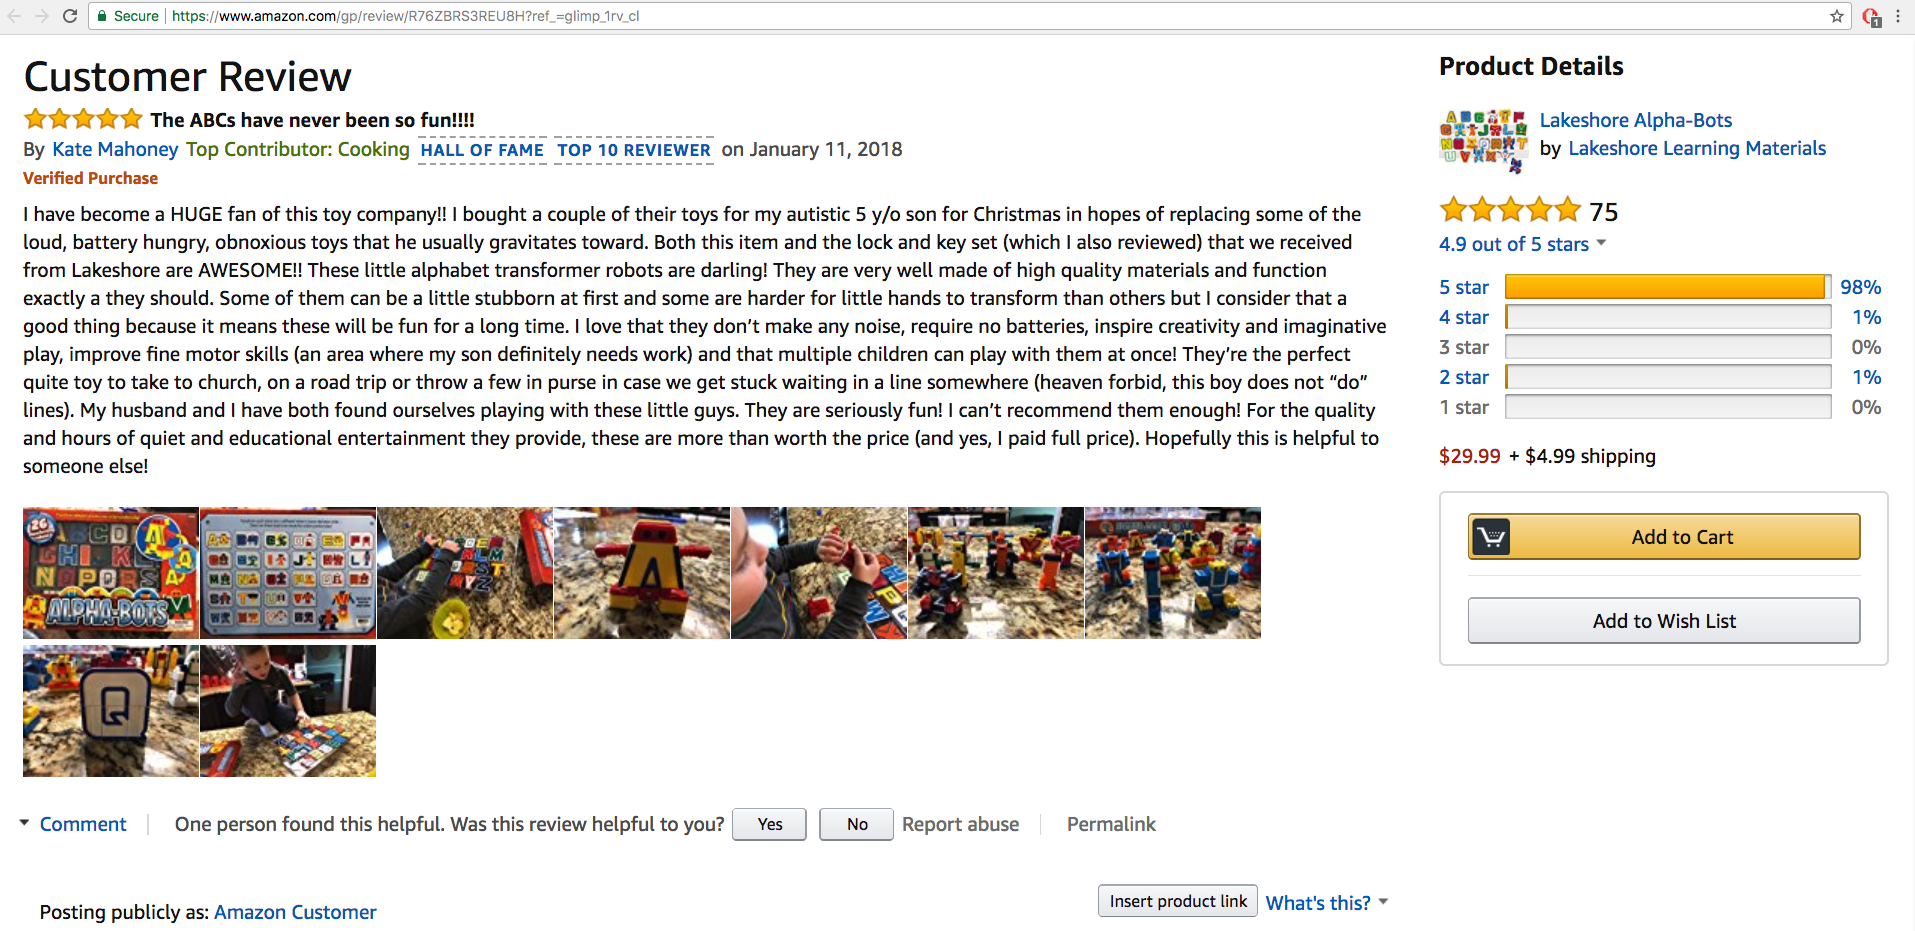 Secure https://www.amazon.com/gp/review/R76ZBRS3REU8H?ref_=glimp_1rv_cl
1
Customer Review
The ABCs have never been so fun!!!!
By Kate Mahoney Top Contributor: Cooking HALL OF FAME TOP 10 REVIEWER on January 11, 2018
Verified Purchase
I have become a HUGE fan of this toy company!! I bought a couple of their toys for my autistic 5 y/o son for Christmas in hopes of replacing some of the
loud, battery hungry, obnoxious toys that he usually gravitates toward. Both this item and the lock and key set (which I also reviewed) that we received
from Lakeshore are AWESOME!! These little alphabet transformer robots are darling! They are very well made of high quality materials and function
exactly a they should. Some of them can be a little stubborn at first and some are harder for little hands to transform than others but I consider that a
good thing because it means these will be fun for a long time. I love that they don’t make any noise, require no batteries, inspire creativity and imaginative
play, improve fine motor skills (an area where my son definitely needs work) and that multiple children can play with them at once! They’re the perfect
quite toy to take to church, on a road trip or throw a few in purse in case we get stuck waiting in a line somewhere (heaven forbid, this boy does not “do”
lines). My husband and I have both found ourselves playing with these little guys. They are seriously fun! I can’t recommend them enough! For the quality
and hours of quiet and educational entertainment they provide, these are more than worth the price (and yes, I paid full price). Hopefully this is helpful to
someone else!
26
ALPHA-BOTS
A
Q
Comment One person found this helpful. Was this review helpful to you? Yes No Report abuse Permalink
Posting publicly as: Amazon Customer
Insert product link What's this?
Product Details
Lakeshore Alpha-Bots
by Lakeshore Learning Materials
75
4.9 out of 5 stars
5 star 98%
4 star 1%
3 star 0%
2 star 1%
1 star 0%
$29.99 + $4.99 shipping
Add to Cart
Add to Wish List